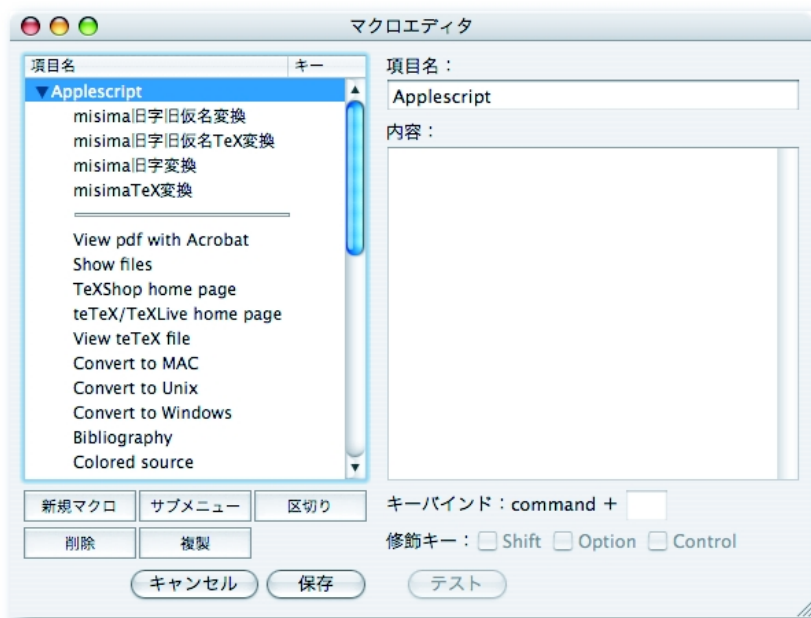 マクロエディタ
項目名 キー
▼Applescript
misima旧字旧仮名変換
misima旧字旧仮名TeX変換
misima旧字変換
misimaTeX変換
View pdf with Acrobat
Show files
TeXShop home page
teTeX/TeXLive home page
View teTeX file
Convert to MAC
Convert to Unix
Convert to Windows
Bibliography
Colored source
新規マクロ サブメニュー 区切り
削除 複製
キャンセル 保存
項目名：
Applescript
内容：
キーバインド：command +
修飾キー： Shift Option Control
テスト